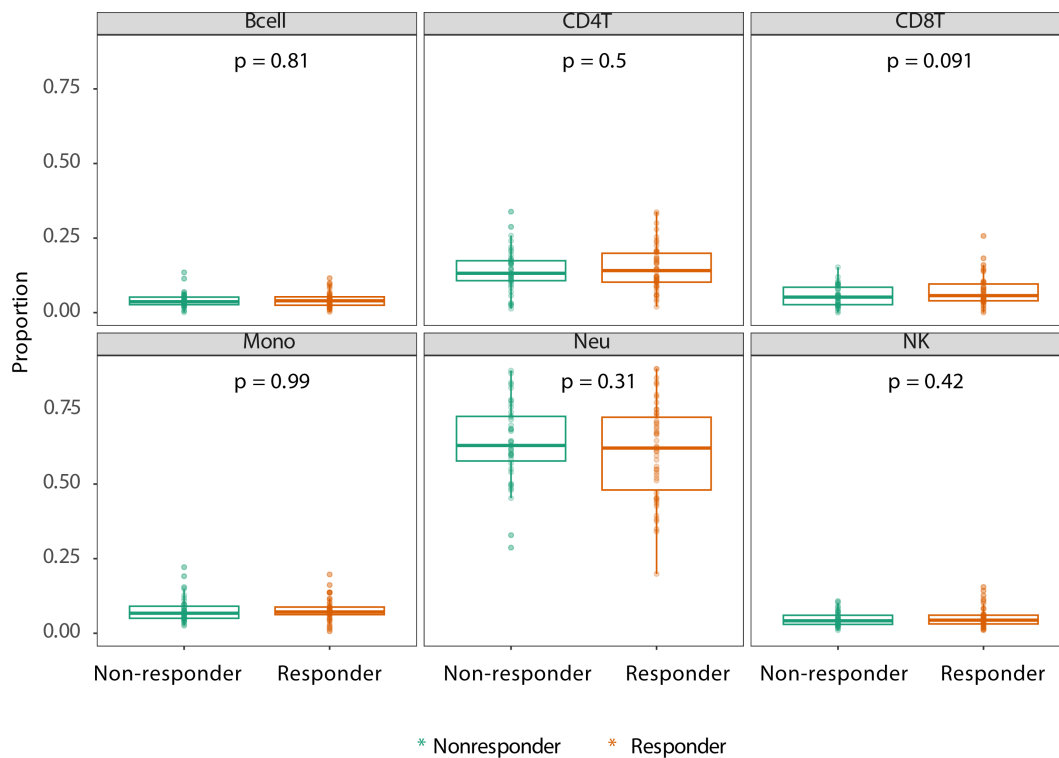 Bcell CD4T CD8T
p = 0.81 p = 0.5 p = 0.091
0.75
0.50
0.25
0.00
Proportion
Mono Neu NK
p = 0.99 p = 0.31 p = 0.42
0.75
0.50
0.25
0.00
Non-responder Responder Non-responder Responder Non-responder Responder
* Nonresponder * Responder